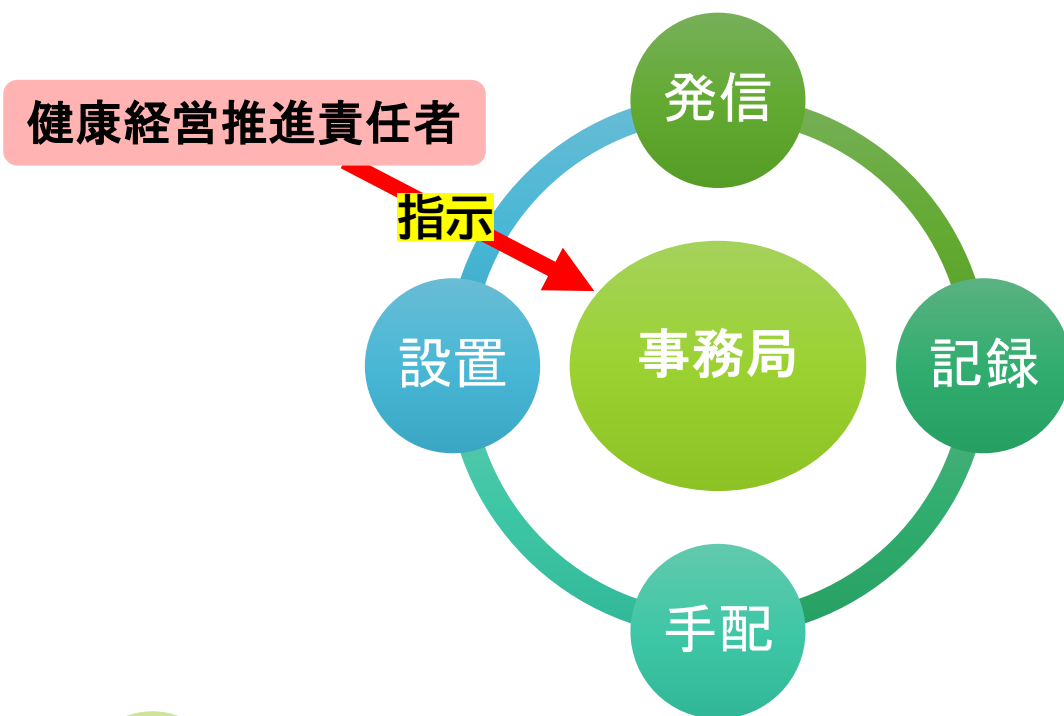 発信
健康経営推進責任者
指示
設置
事務局
記録
手配